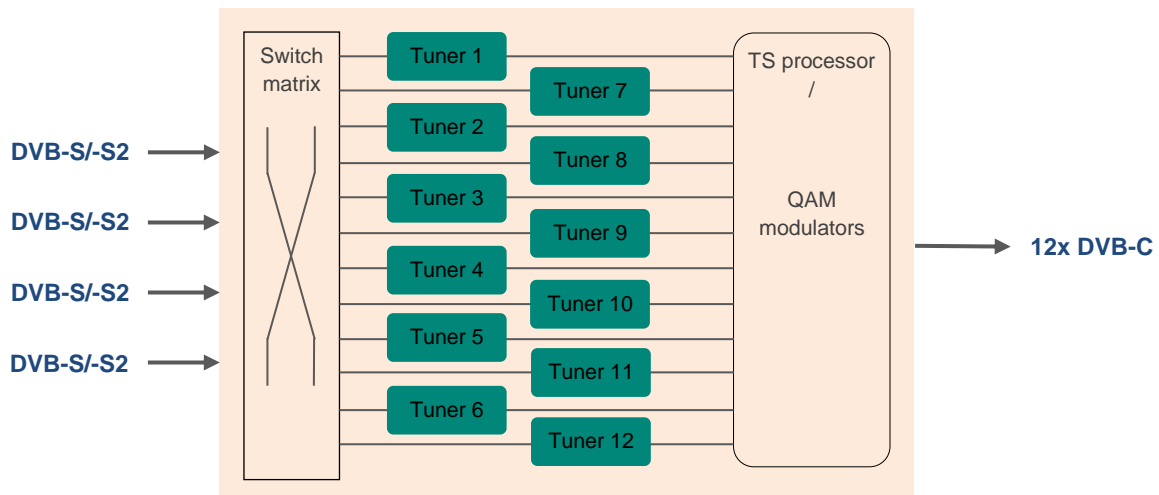 DVB-S/-S2
DVB-S/-S2
DVB-S/-S2
DVB-S/-S2
Switch
matrix
Tuner 1
Tuner 7
Tuner 2
Tuner 8
Tuner 3
Tuner 9
Tuner 4
Tuner 10
Tuner 5
Tuner 11
Tuner 6
Tuner 12
TS processor
/
QAM
modulators
12x DVB-C